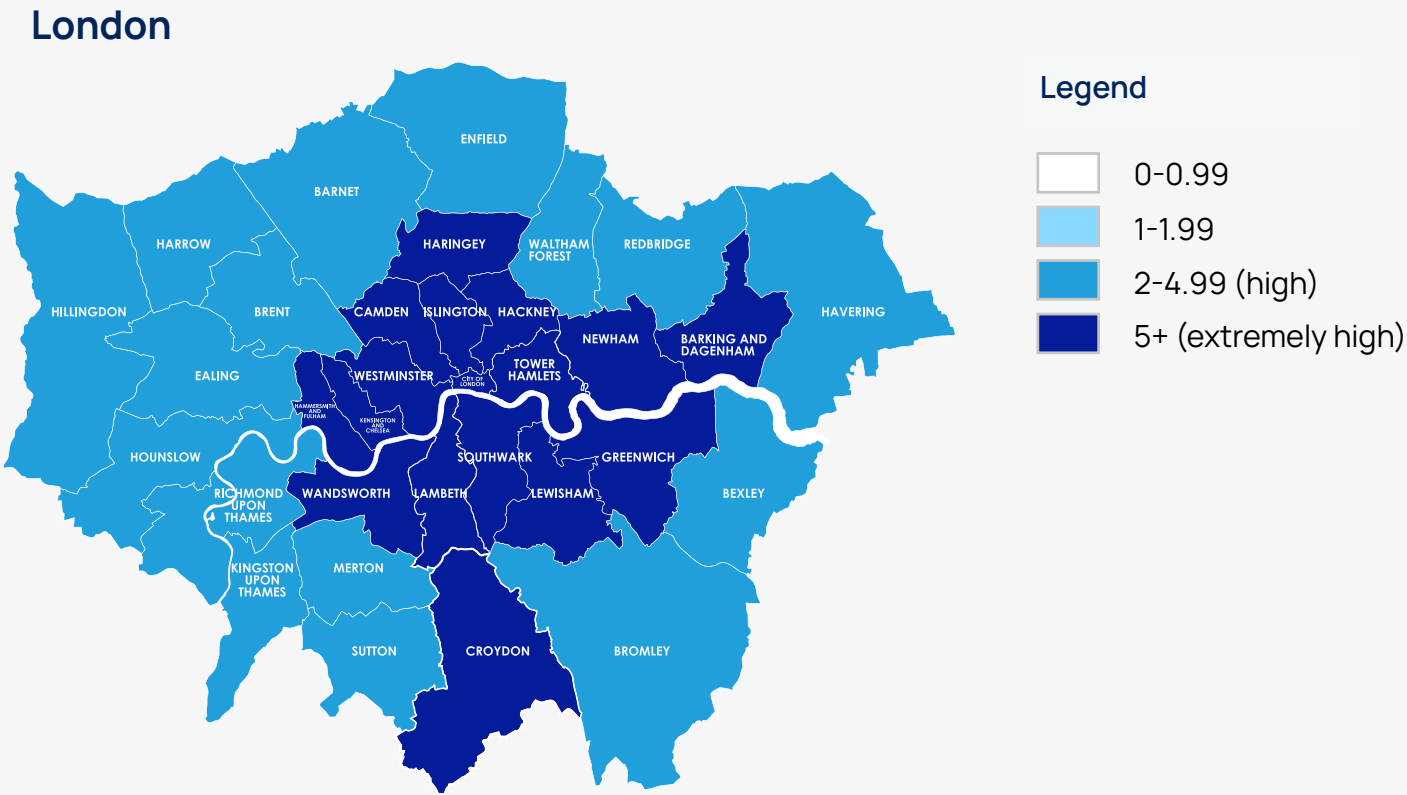 London
Legend
0-0.99
1-1.99
2-4.99 (high)
5+ (extremely high)
ENFIELD
BARNET
HARROW
HARINGEY
WALTHAM
FOREST
REDBRIDGE
HILLINGDON
BRENT
CAMDEN
ISLINGTON
HACKNEY
HAVERING
NEWHAM
BARKING AND
DAGENHAM
EALING
WESTMINSTER
CITY OF
LONDON
TOWER
HAMLETS
HAMMERSMITH
AND
FULHAM
KENSINGTON
AND
CHELSEA
HOUNSLOW
SOUTHWARK
GREENWICH
RICHMOND
UPON
THAMES
WANDSWORTH
LAMBETH
LEWISHAM
BEXLEY
KINGSTON
UPON
THAMES
MERTON
SUTTON
CROYDON
BROMLEY